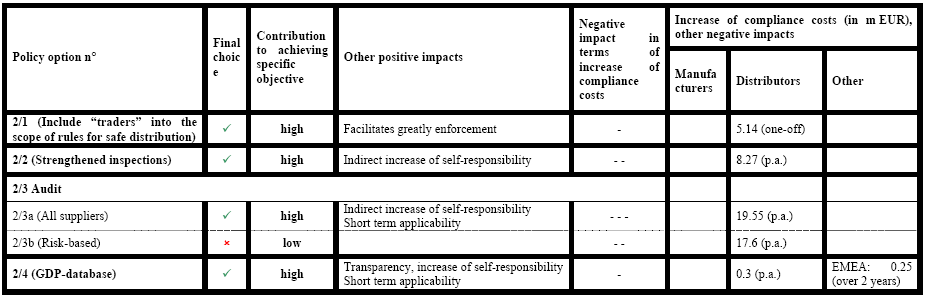 Policy option n°
Final
choic
e
Contribution
to achieving
specific
objective
Other positive impacts
Negative
impact in
terms of
increase of
compliance
costs
Increase of compliance costs (in m EUR),
other negative impacts
Manufa
cturers
Distributors
Other
2/1 (Include “traders” into the
scope of rules for safe distribution)
✓
high
Facilitates greatly enforcement
-
5.14 (one-off)
2/2 (Strengthened inspections)
✓
high
Indirect increase of self-responsibility
- -
8.27 (p.a.)
2/3 Audit
2/3a (All suppliers)
✓
high
Indirect increase of self-responsibility
Short term applicability
- - -
19.55 (p.a.)
2/3b (Risk-based)
×
low
- -
17.6 (p.a.)
2/4 (GDP-database)
✓
high
Transparency, increase of self-responsibility
Short term applicability
-
0.3 (p.a.)
EMEA: 0.25
(over 2 years)